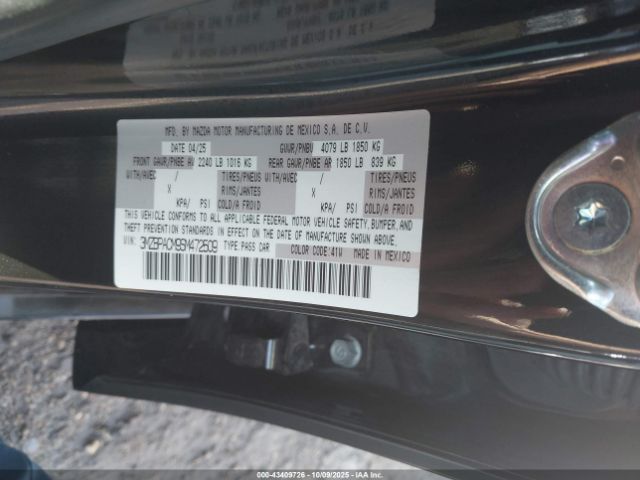 MFD. BY MAZDA MOTOR MANUFACTURING DE MEXICO S.A. DE C.V.
DATE 04/25 GVWR/PNBV 4079 LB 1850 KG
FRONT GAWR/PNBE AV 2240 LB 1016 KG REAR GAWR/PNBE AR 1850 LB 839 KG
WITH/AVEC / TIRES/PNEUS WITH/AVEC / TIRES/PNEUS
X RIMS/JANTES X RIMS/JANTES
KPA/ PSI COLD/A FROID KPA/ PSI COLD/A FROID
THIS VEHICLE CONFORMS TO ALL APPLICABLE FEDERAL MOTOR VEHICLE SAFETY, BUMPER, AND
THEFT PREVENTION STANDARDS IN EFFECT ON THE DATE OF MANUFACTURE SHOWN ABOVE.
VIN: TYPE PASS CAR COLOR CODE:41W MADE IN MEXICO
000-43409726 - 10/09/2025 - IAAI.COM